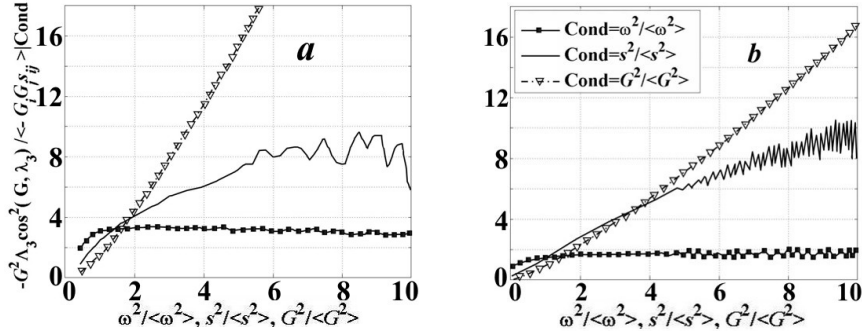 -G²Λ₃cos²(G, λ₃) /<- GᵢGⱼsᵢⱼ >|Cond
16
12
8
4
0
a
0 2 4 6 8 10
ω²/<ω²>, s²/<s²>, G²/<G²>
16
12
8
4
0
Cond=ω²/<ω²>
Cond=s²/<s²>
Cond=G²/<G²>
b
0 2 4 6 8 10
ω²/<ω²>, s²/<s²>, G²/<G²>